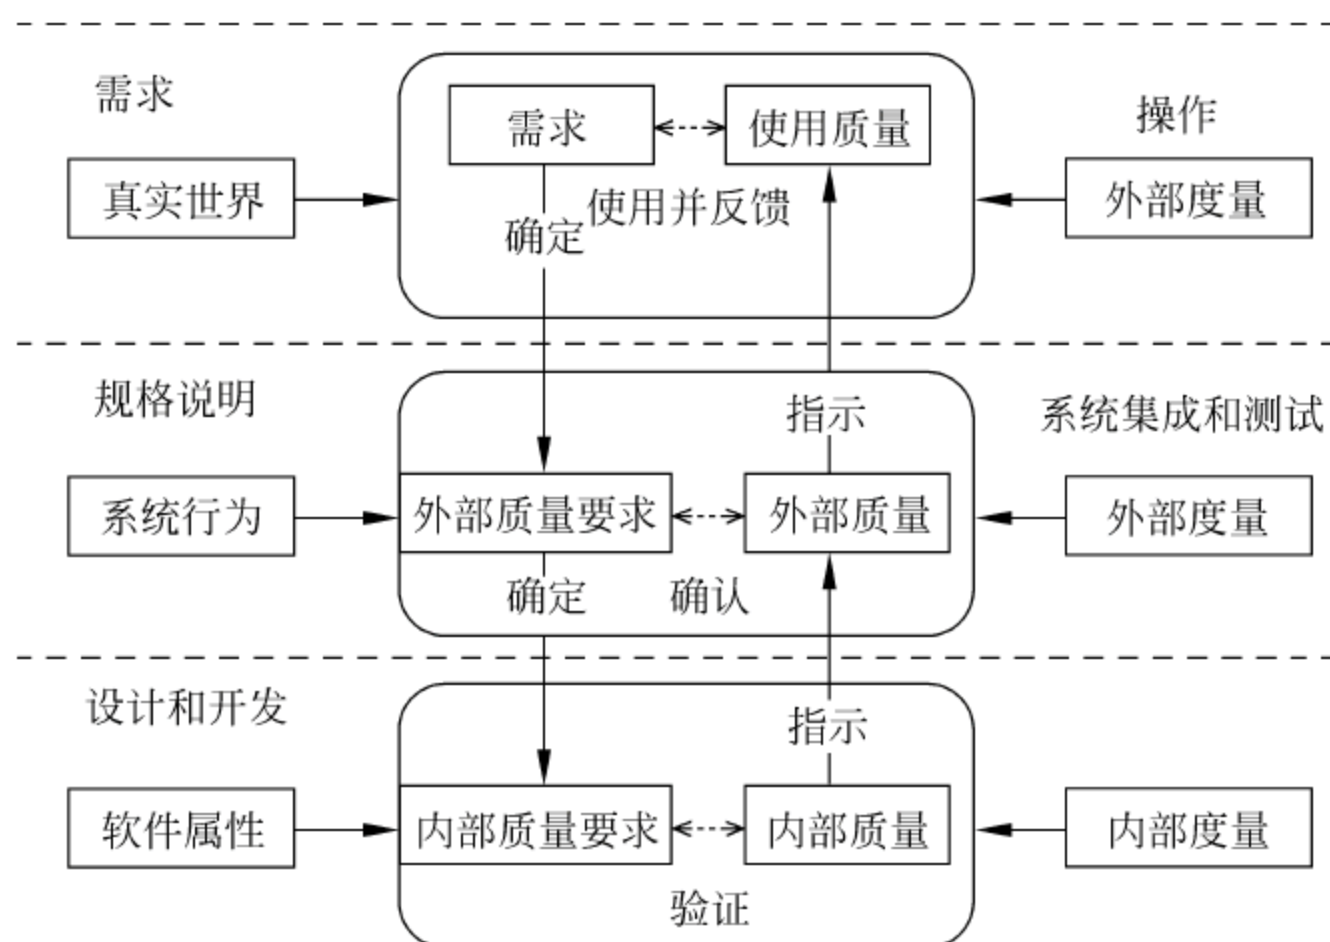 需求
需求
使用质量
操作
真实世界
使用并反馈
外部度量
确定
规格说明
指示
系统集成和测试
系统行为
外部质量要求
外部质量
外部度量
确定
确认
设计和开发
指示
软件属性
内部质量要求
内部质量
内部度量
验证